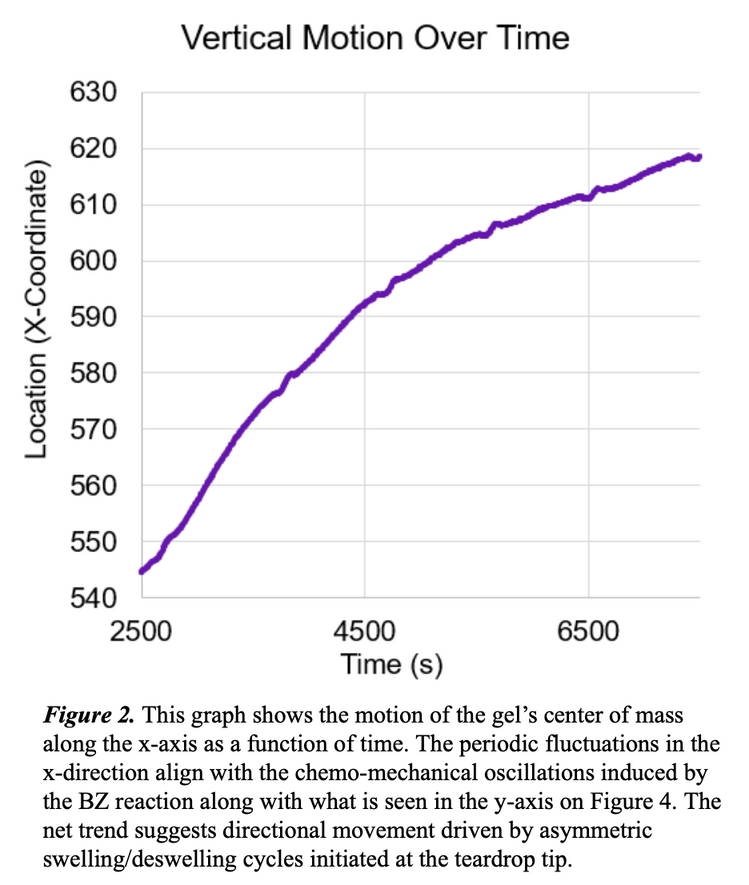 Vertical Motion Over Time
630
620
610
600
590
580
570
560
550
540
Location (X-Coordinate)
2500
4500
6500
Time (s)
Figure 2. This graph shows the motion of the gel’s center of mass
along the x-axis as a function of time. The periodic fluctuations in the
x-direction align with the chemo-mechanical oscillations induced by
the BZ reaction along with what is seen in the y-axis on Figure 4. The
net trend suggests directional movement driven by asymmetric
swelling/deswelling cycles initiated at the teardrop tip.